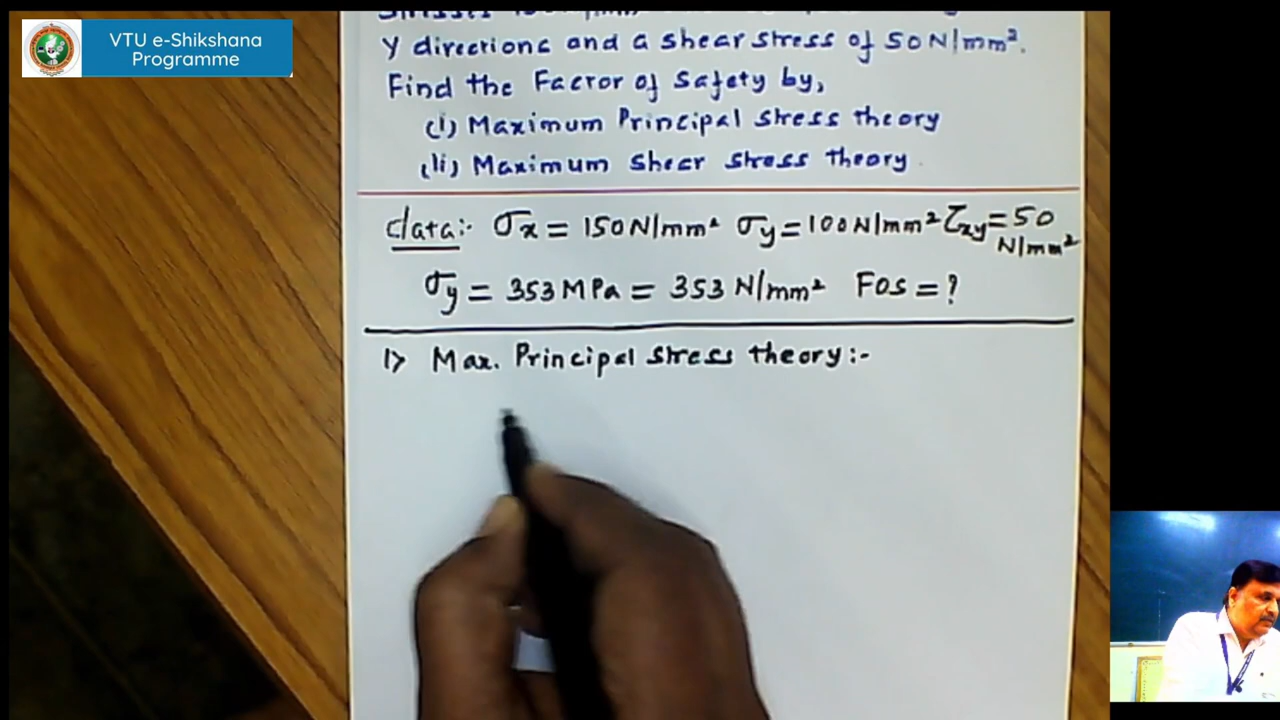 VTU e-Shikshana
Programme
Y directions and a shear stress of 50 N/mm².
Find the Factor of Safety by,
(i) Maximum Principal stress theory
(ii) Maximum Shear stress theory.
data:- σx = 150 N/mm² σy = 100 N/mm² τxy = 50
N/mm²
σy = 353 MPa = 353 N/mm² FOS = ?
1) Max. Principal stress theory:-